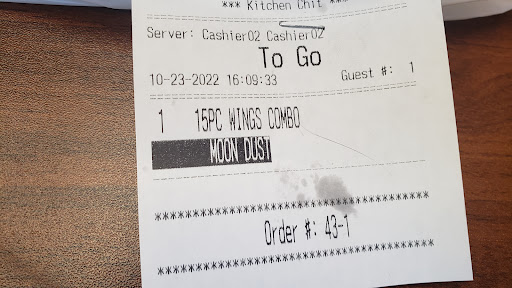 *** Kitchen Chit ***
Server: Cashier02 Cashier02
To Go
10-23-2022 16:09:33 Guest #: 1
1 15PC WINGS COMBO
MOON DUST
************************************
Order #: 43-1
************************************